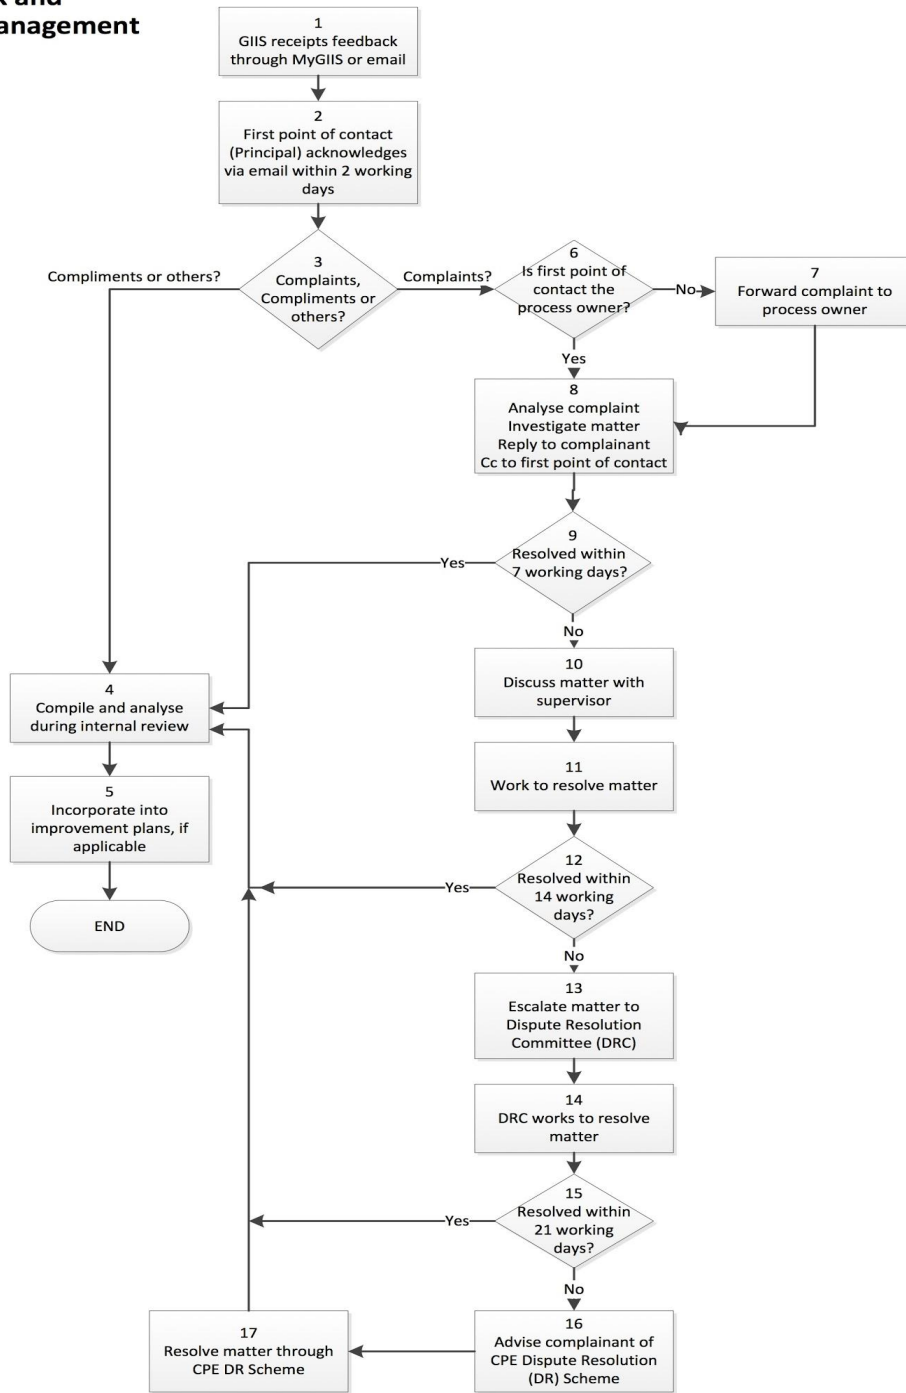 and
anagement
1
GIIS receipts feedback
through MyGIIS or email
2
First point of contact
(Principal) acknowledges
via email within 2 working
days
3
Complaints,
Compliments or
others?
Compliments or others?
Complaints?
6
Is first point of
contact the
process owner?
No
7
Forward complaint to
process owner
Yes
8
Analyse complaint
Investigate matter
Reply to complainant
Cc to first point of contact
9
Resolved within
7 working days?
Yes
No
10
Discuss matter with
supervisor
4
Compile and analyse
during internal review
11
Work to resolve matter
5
Incorporate into
improvement plans, if
applicable
12
Resolved within
14 working
days?
Yes
END
No
13
Escalate matter to
Dispute Resolution
Committee (DRC)
14
DRC works to resolve
matter
15
Resolved within
21 working
days?
Yes
No
16
Advise complainant of
CPE Dispute Resolution
(DR) Scheme
17
Resolve matter through
CPE DR Scheme